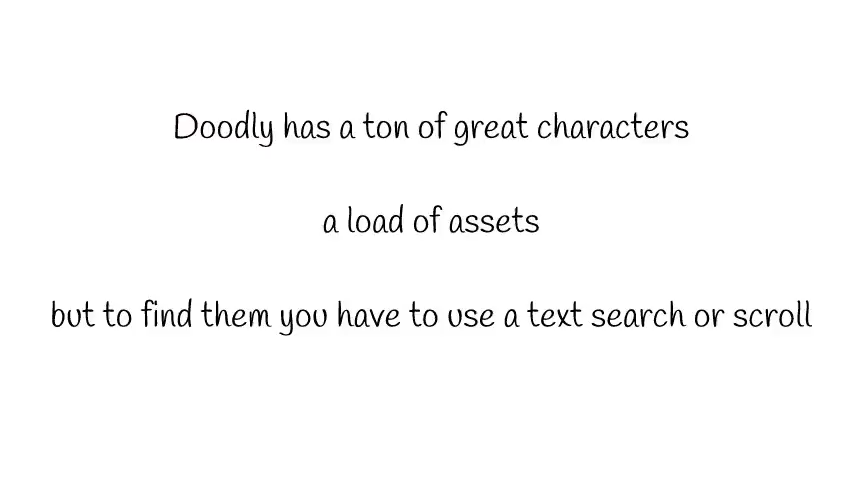 Doodly has a ton of great characters
a load of assets
but to find them you have to use a text search or scroll